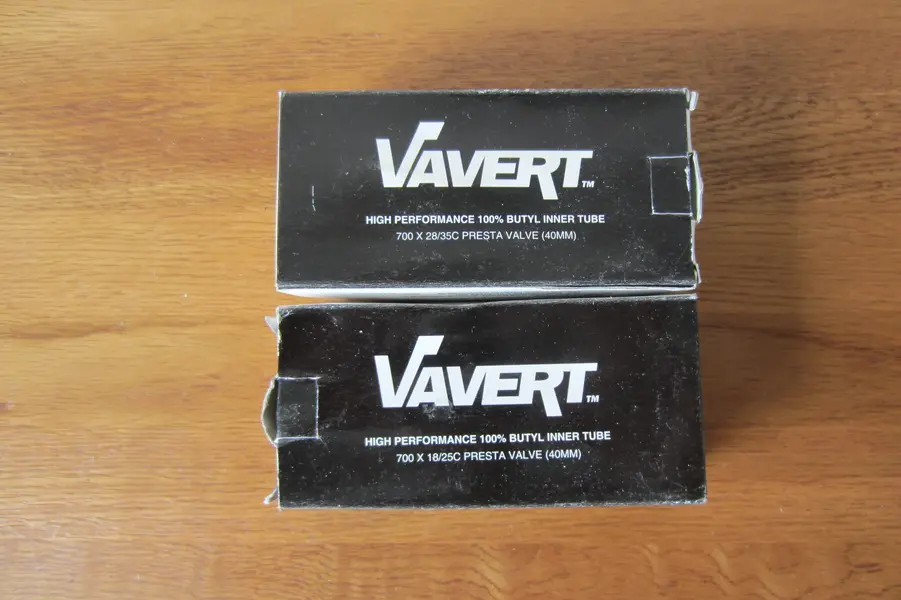 VAVERT™
HIGH PERFORMANCE 100% BUTYL INNER TUBE
700 X 28/35C PRESTA VALVE (40MM)
VAVERT™
HIGH PERFORMANCE 100% BUTYL INNER TUBE
700 X 18/25C PRESTA VALVE (40MM)